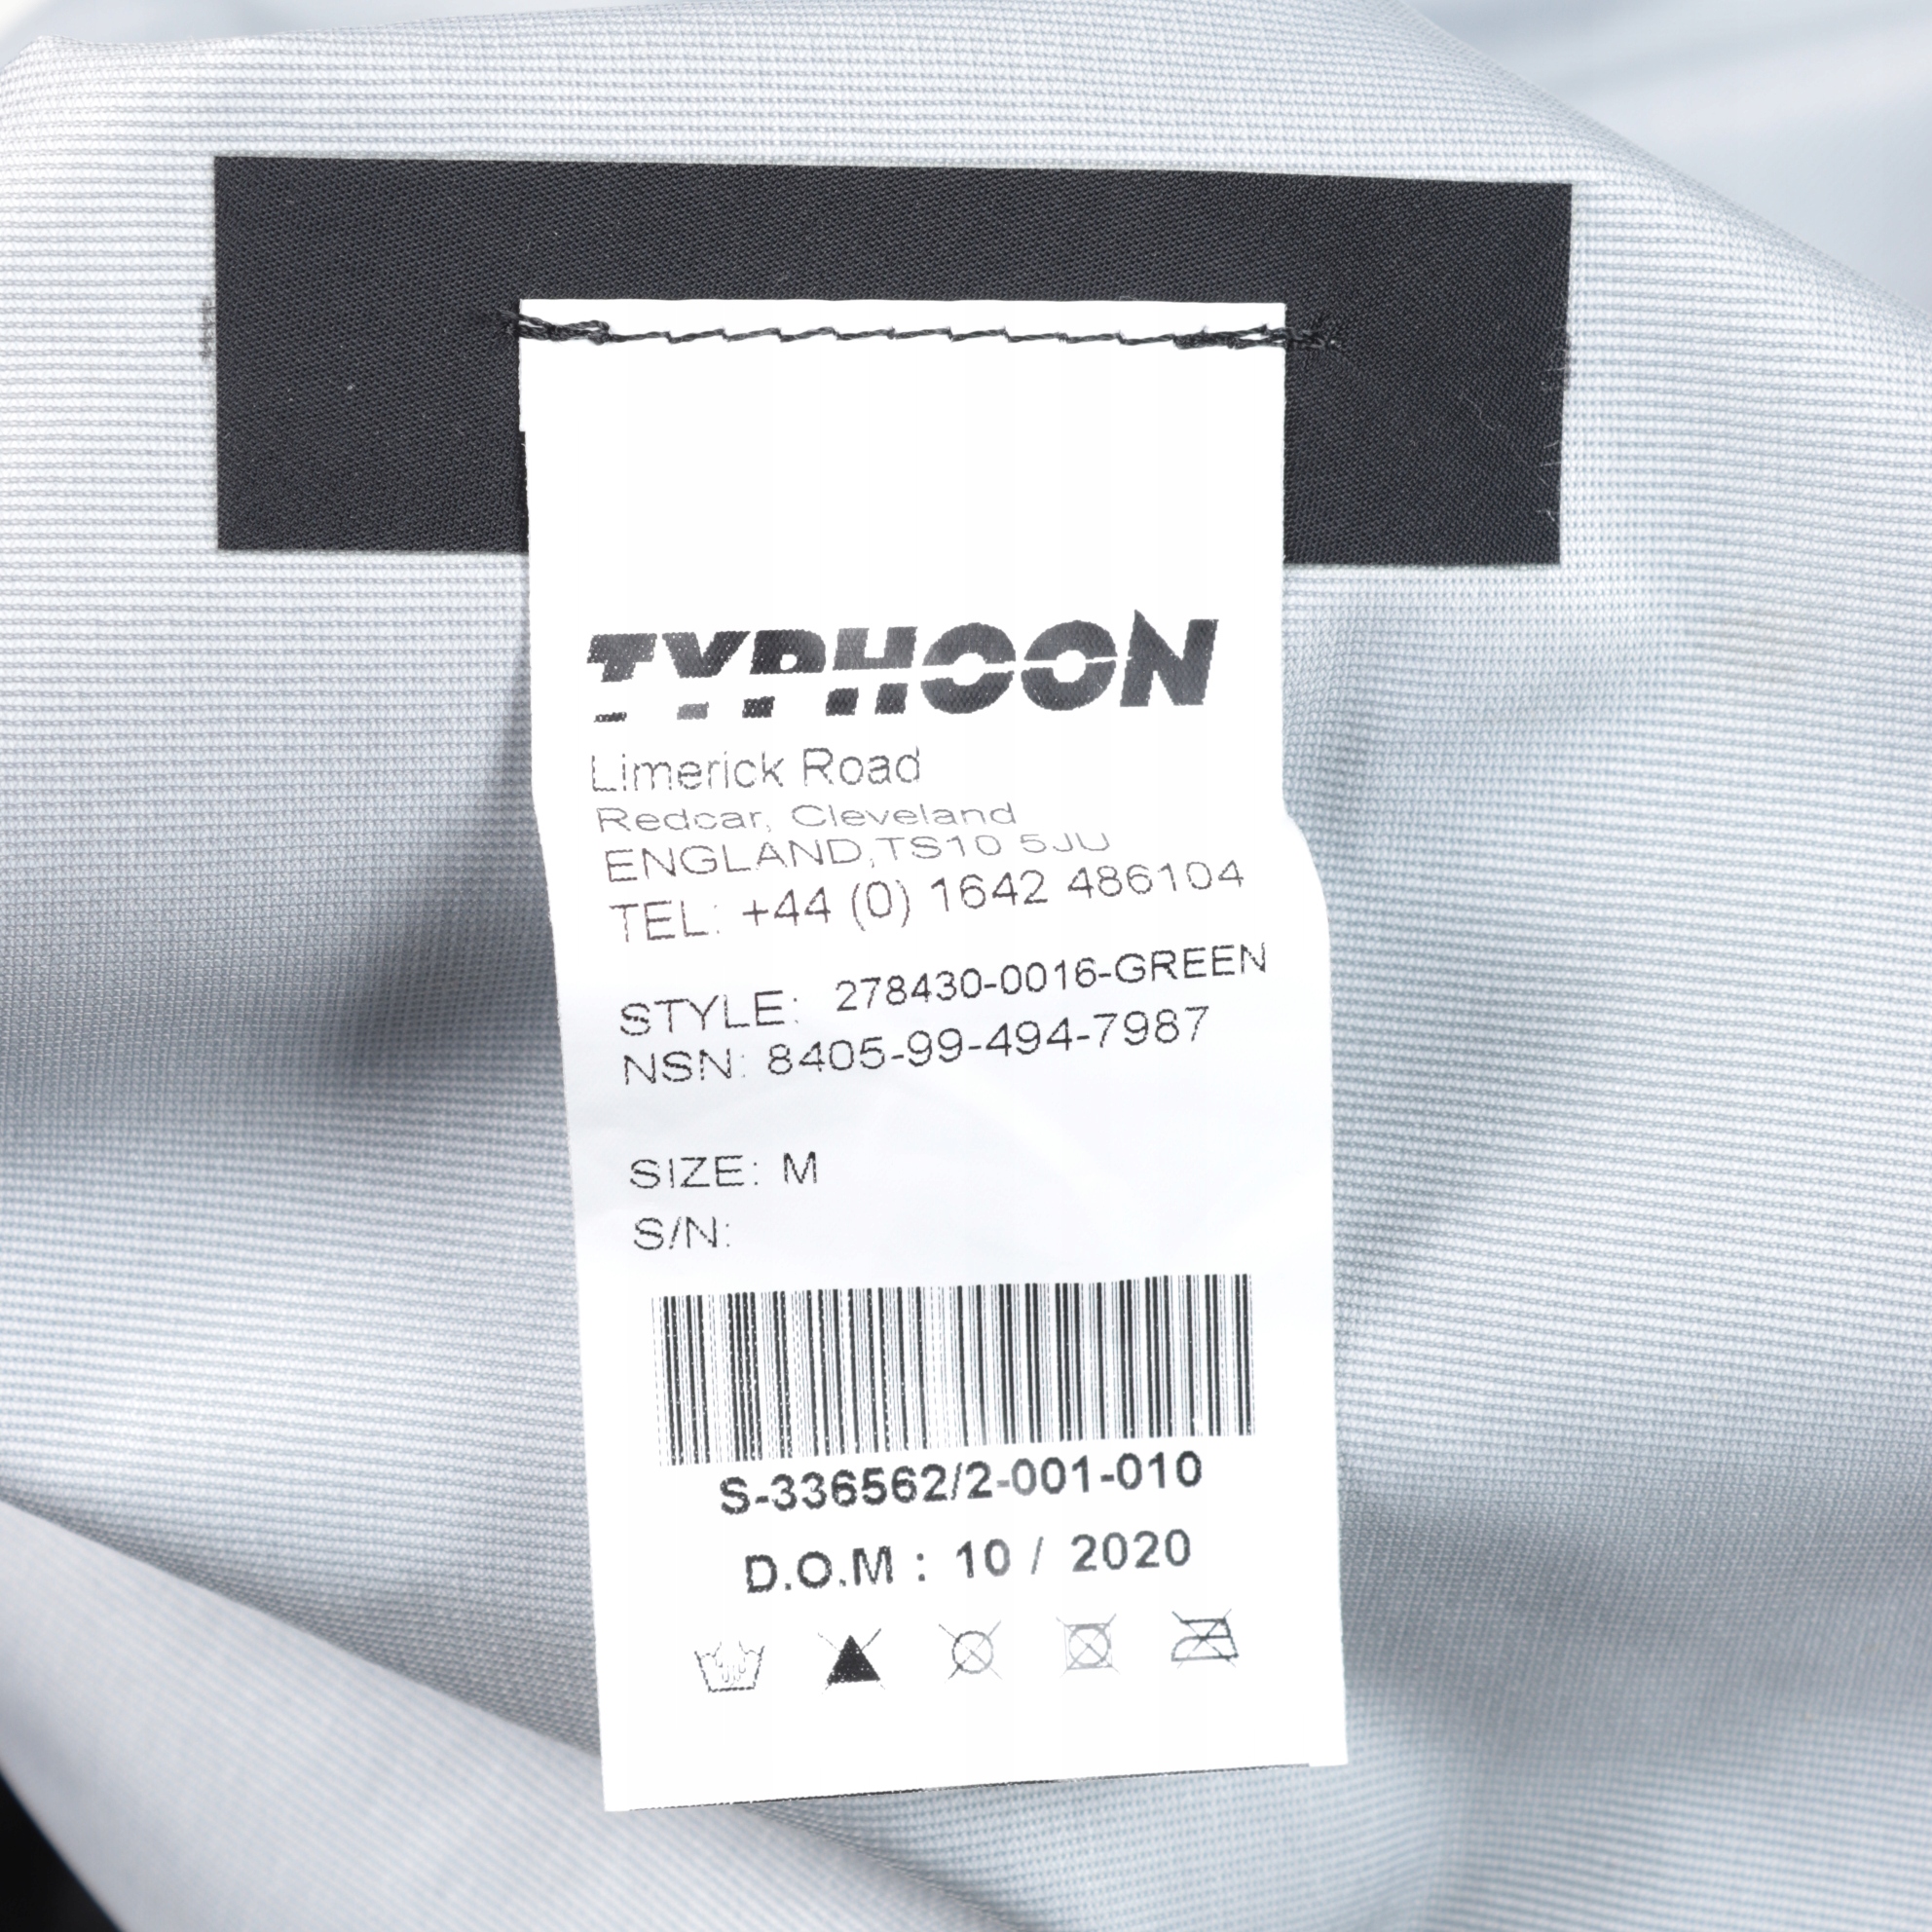 TYPHOON
Limerick Road
Redcar, Cleveland
ENGLAND,TS10 5JU
TEL: +44 (0) 1642 486104
STYLE: 278430-0016-GREEN
NSN: 8405-99-494-7987
SIZE: M
S/N:
S-336562/2-001-010
D.O.M : 10 / 2020